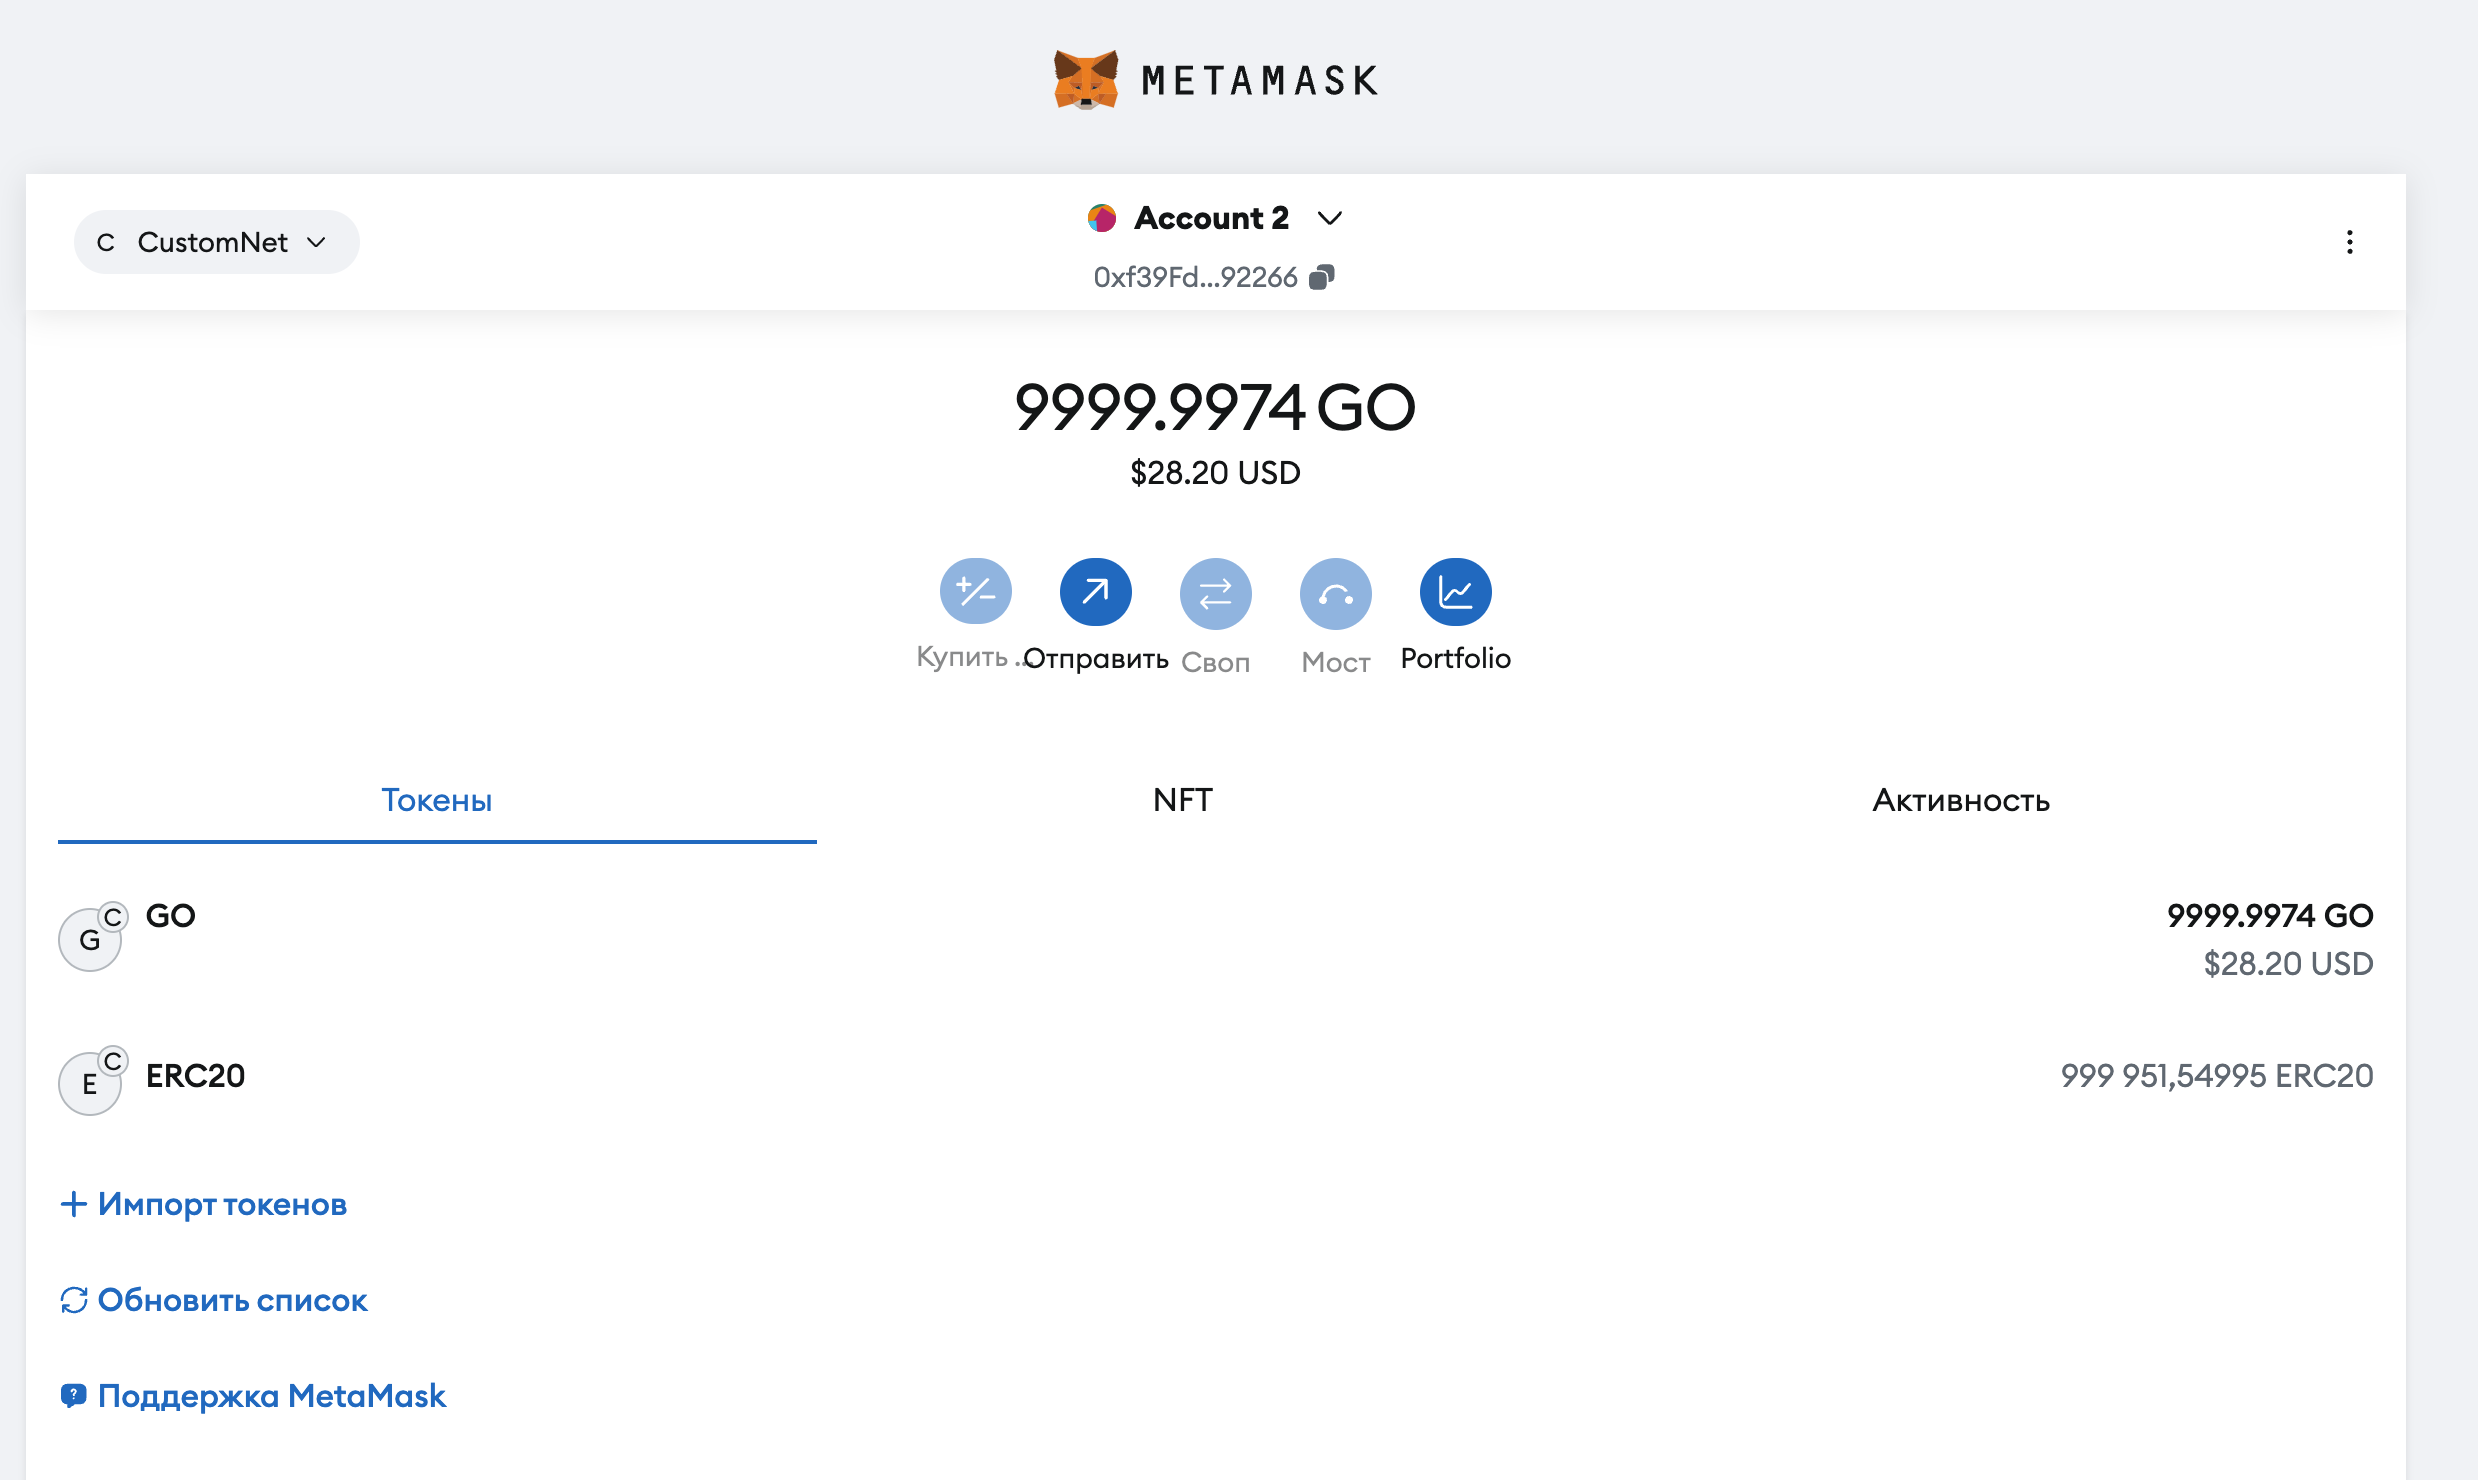 METAMASK
C CustomNet
Account 2
0xf39Fd...92266
9999.9974 GO
$28.20 USD
Купить ... Отправить Своп Мост Portfolio
Токены NFT Активность
G C GO 9999.9974 GO
$28.20 USD
E C ERC20 999 951,54995 ERC20
+ Импорт токенов
Обновить список
? Поддержка MetaMask